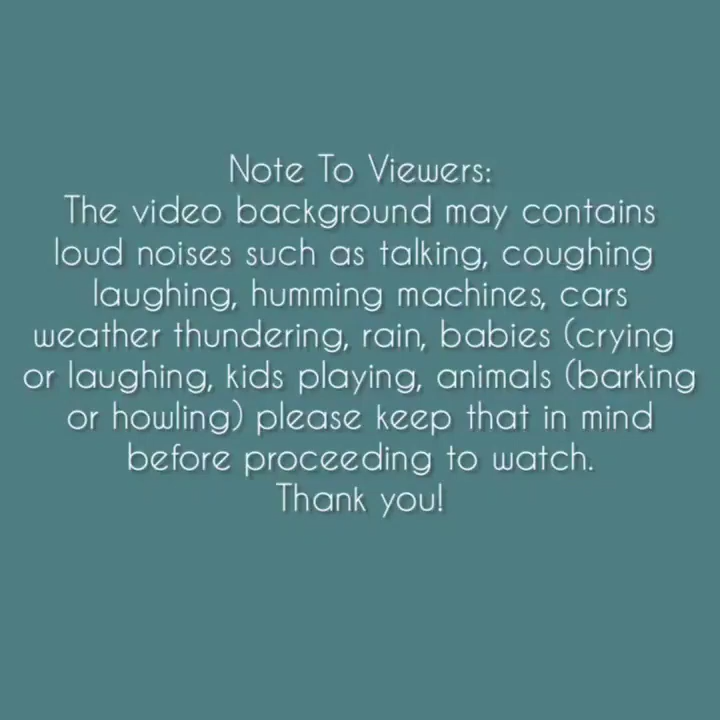 Note To Viewers:
The video background may contains
loud noises such as talking, coughing
laughing, humming machines, cars
weather thundering, rain, babies (crying
or laughing, kids playing, animals (barking
or howling) please keep that in mind
before proceeding to watch.
Thank you!